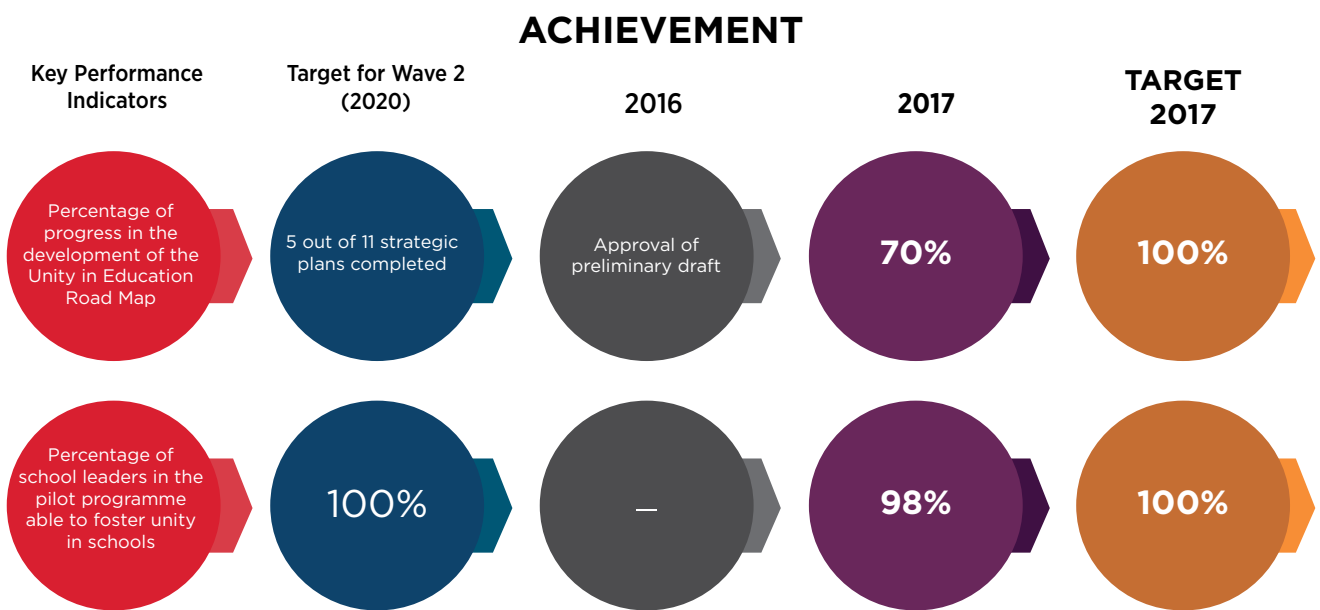 ACHIEVEMENT
Key Performance
Indicators
Target for Wave 2
(2020)
2016
2017
TARGET
2017
Percentage of
progress in the
development of the
Unity in Education
Road Map
5 out of 11 strategic
plans completed
Approval of
preliminary draft
70%
100%
Percentage of
school leaders in the
pilot programme
able to foster unity
in schools
100%
—
98%
100%